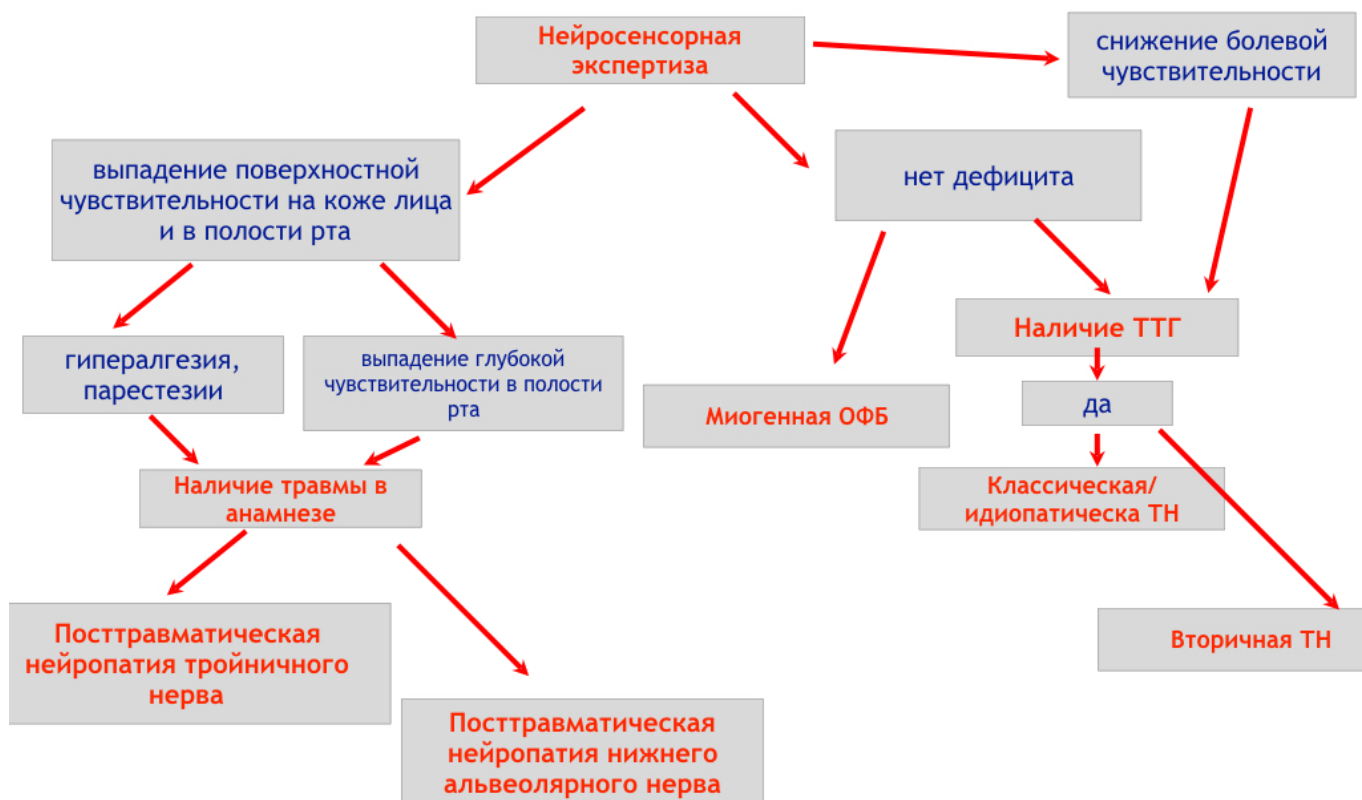 Нейросенсорная
экспертиза
снижение болевой
чувствительности
выпадение поверхностной
чувствительности на коже лица
и в полости рта
нет дефицита
гипералгезия,
парестезии
выпадение глубокой
чувствительности в полости
рта
Наличие ТТГ
да
Миогенная ОФБ
Наличие травмы в
анамнезе
Классическая/
идиопатическа ТН
Посттравматическая
нейропатия тройничного
нерва
Вторичная ТН
Посттравматическая
нейропатия нижнего
альвеолярного нерва